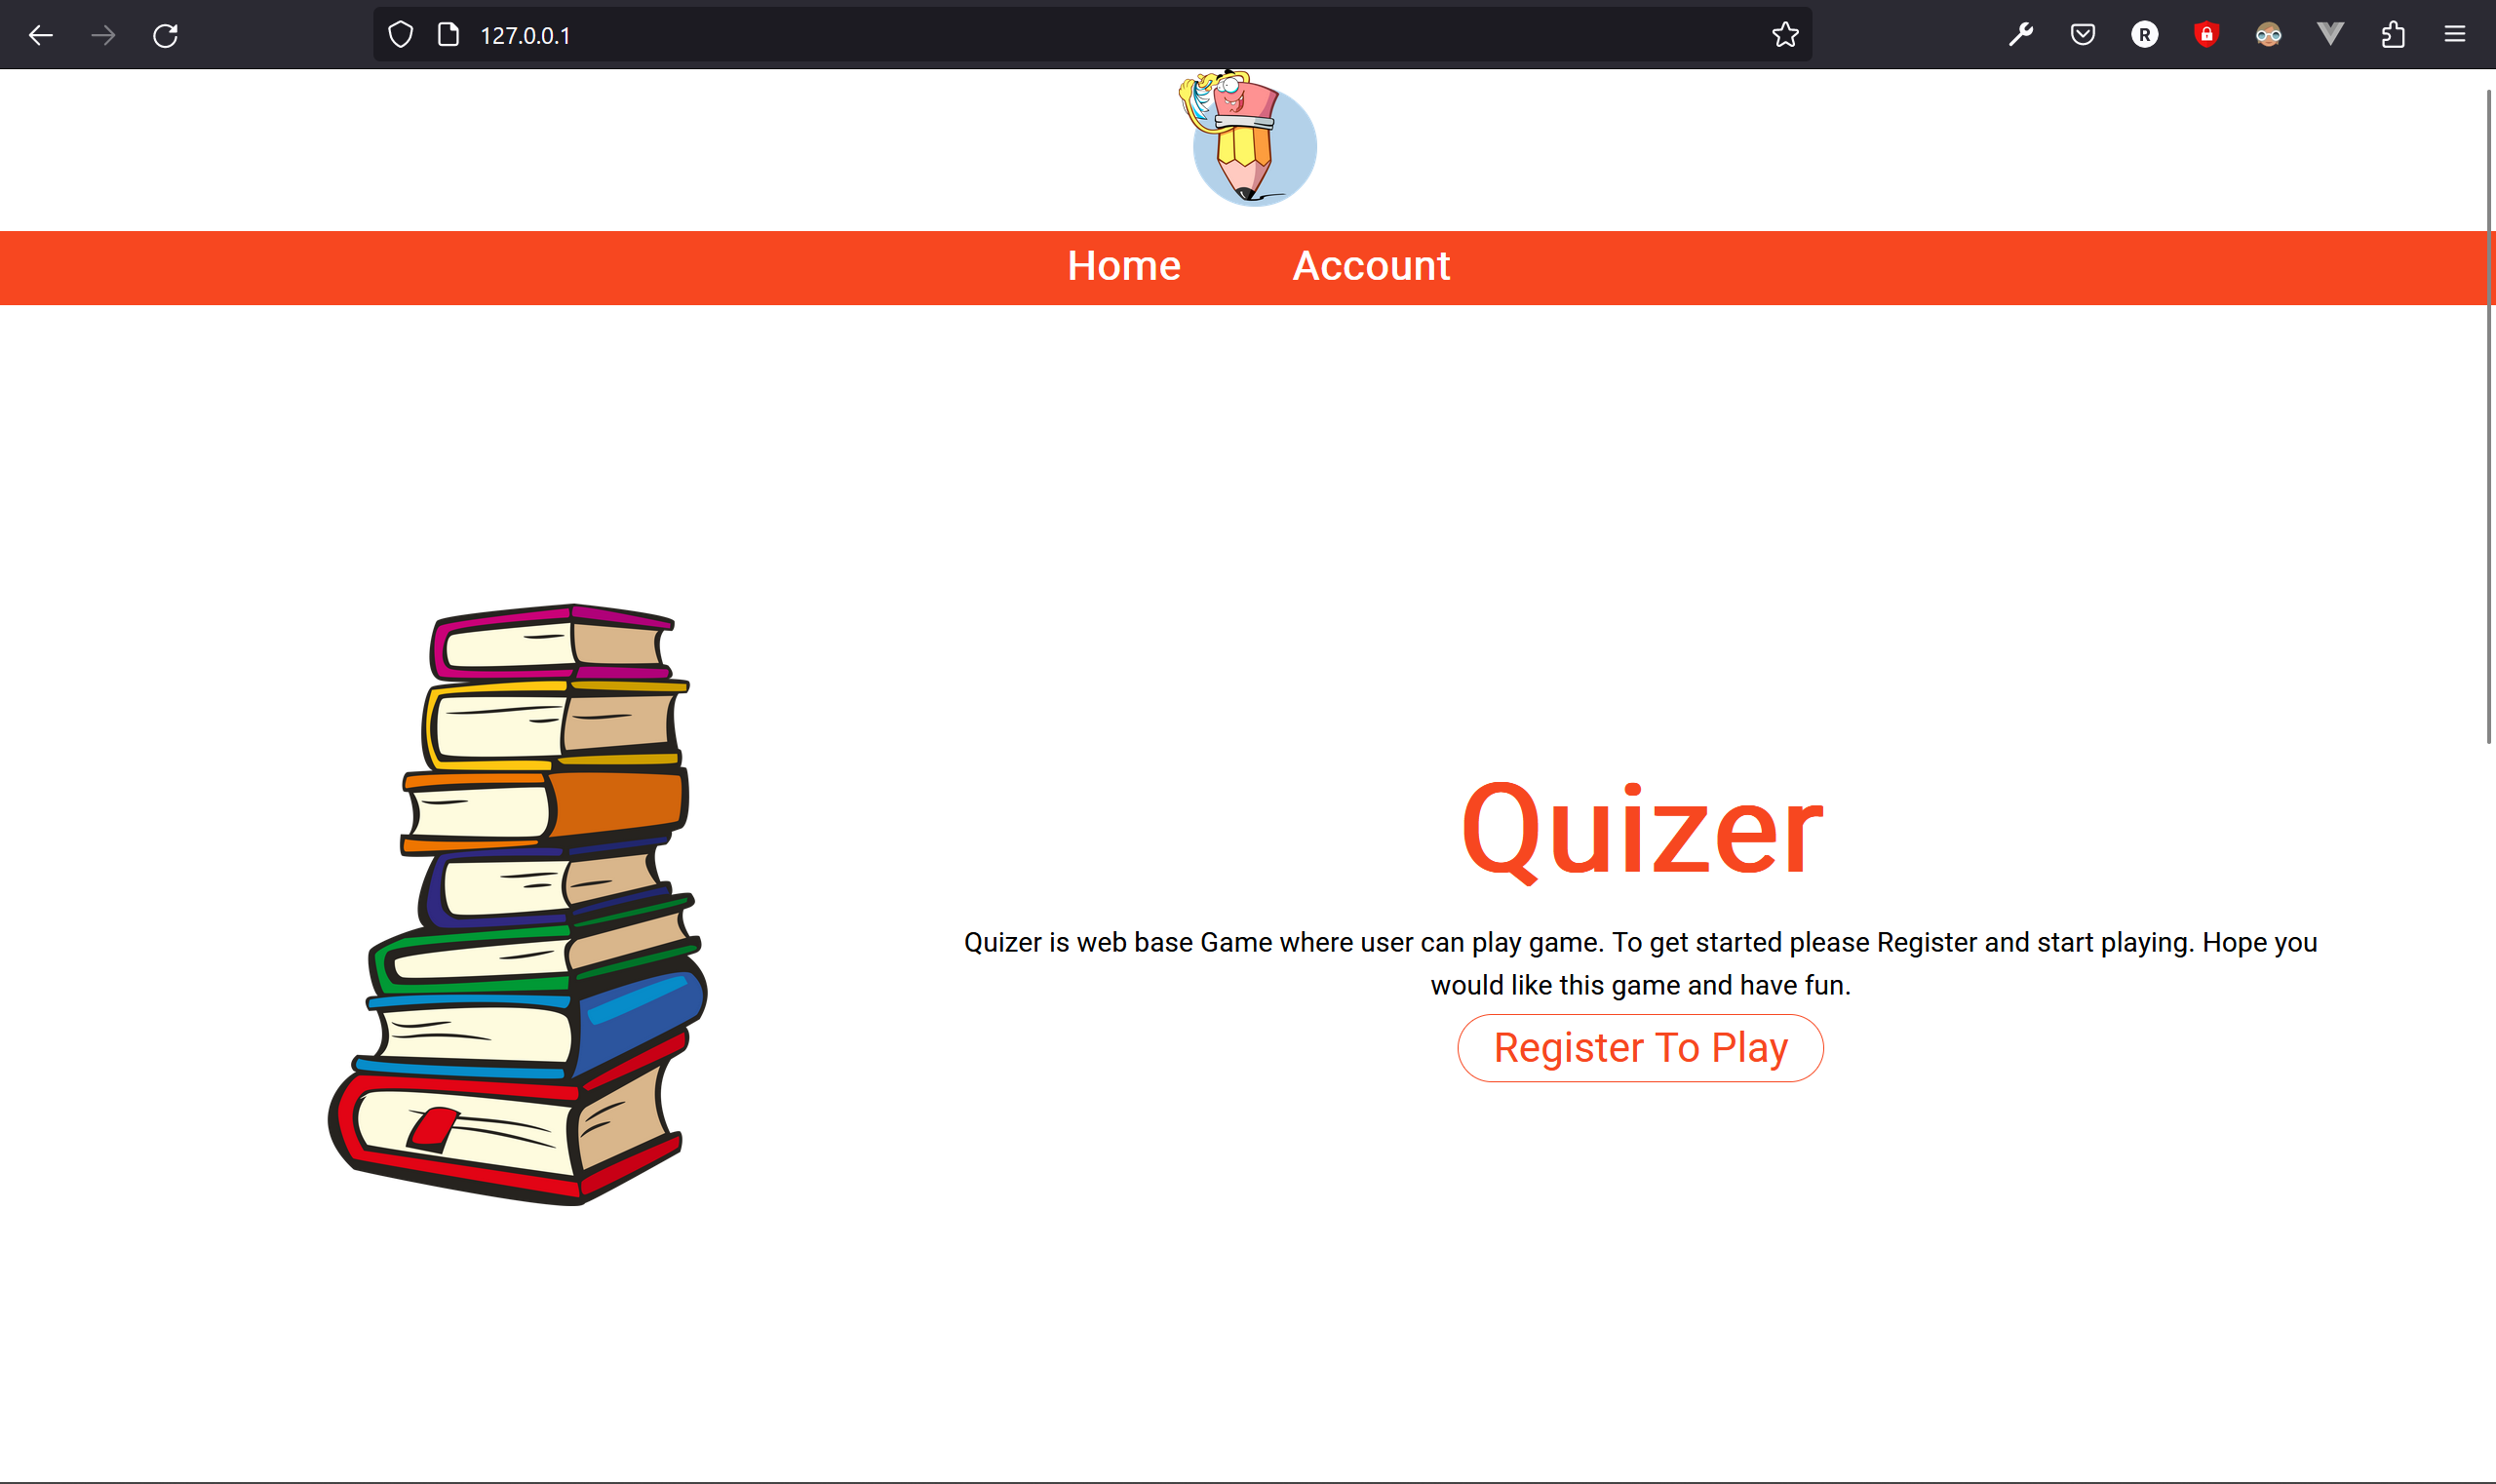 127.0.0.1
R
Home Account
Quizer
Quizer is web base Game where user can play game. To get started please Register and start playing. Hope you
would like this game and have fun.
Register To Play